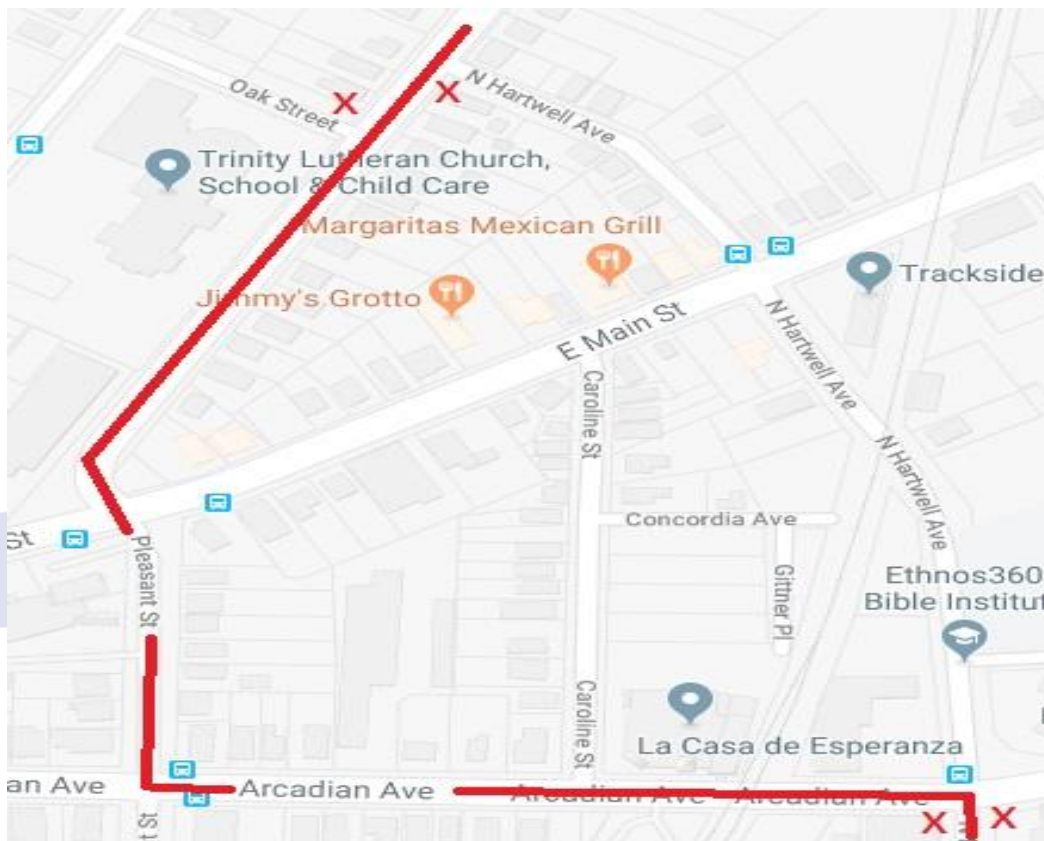 N Hartwell Ave
Oak Street
X
X
Trinity Lutheran Church,
School & Child Care
Margaritas Mexican Grill
Jimmy's Grotto
Trackside
E Main St
N Hartwell Ave
Caroline St
N Hartwell Ave
Concordia Ave
St
Pleasant St
Gittner Pl
Ethnos360
Bible Institut
Caroline St
La Casa de Esperanza
an Ave
Arcadian Ave
Arcadian Ave
Arcadian Ave
X
X